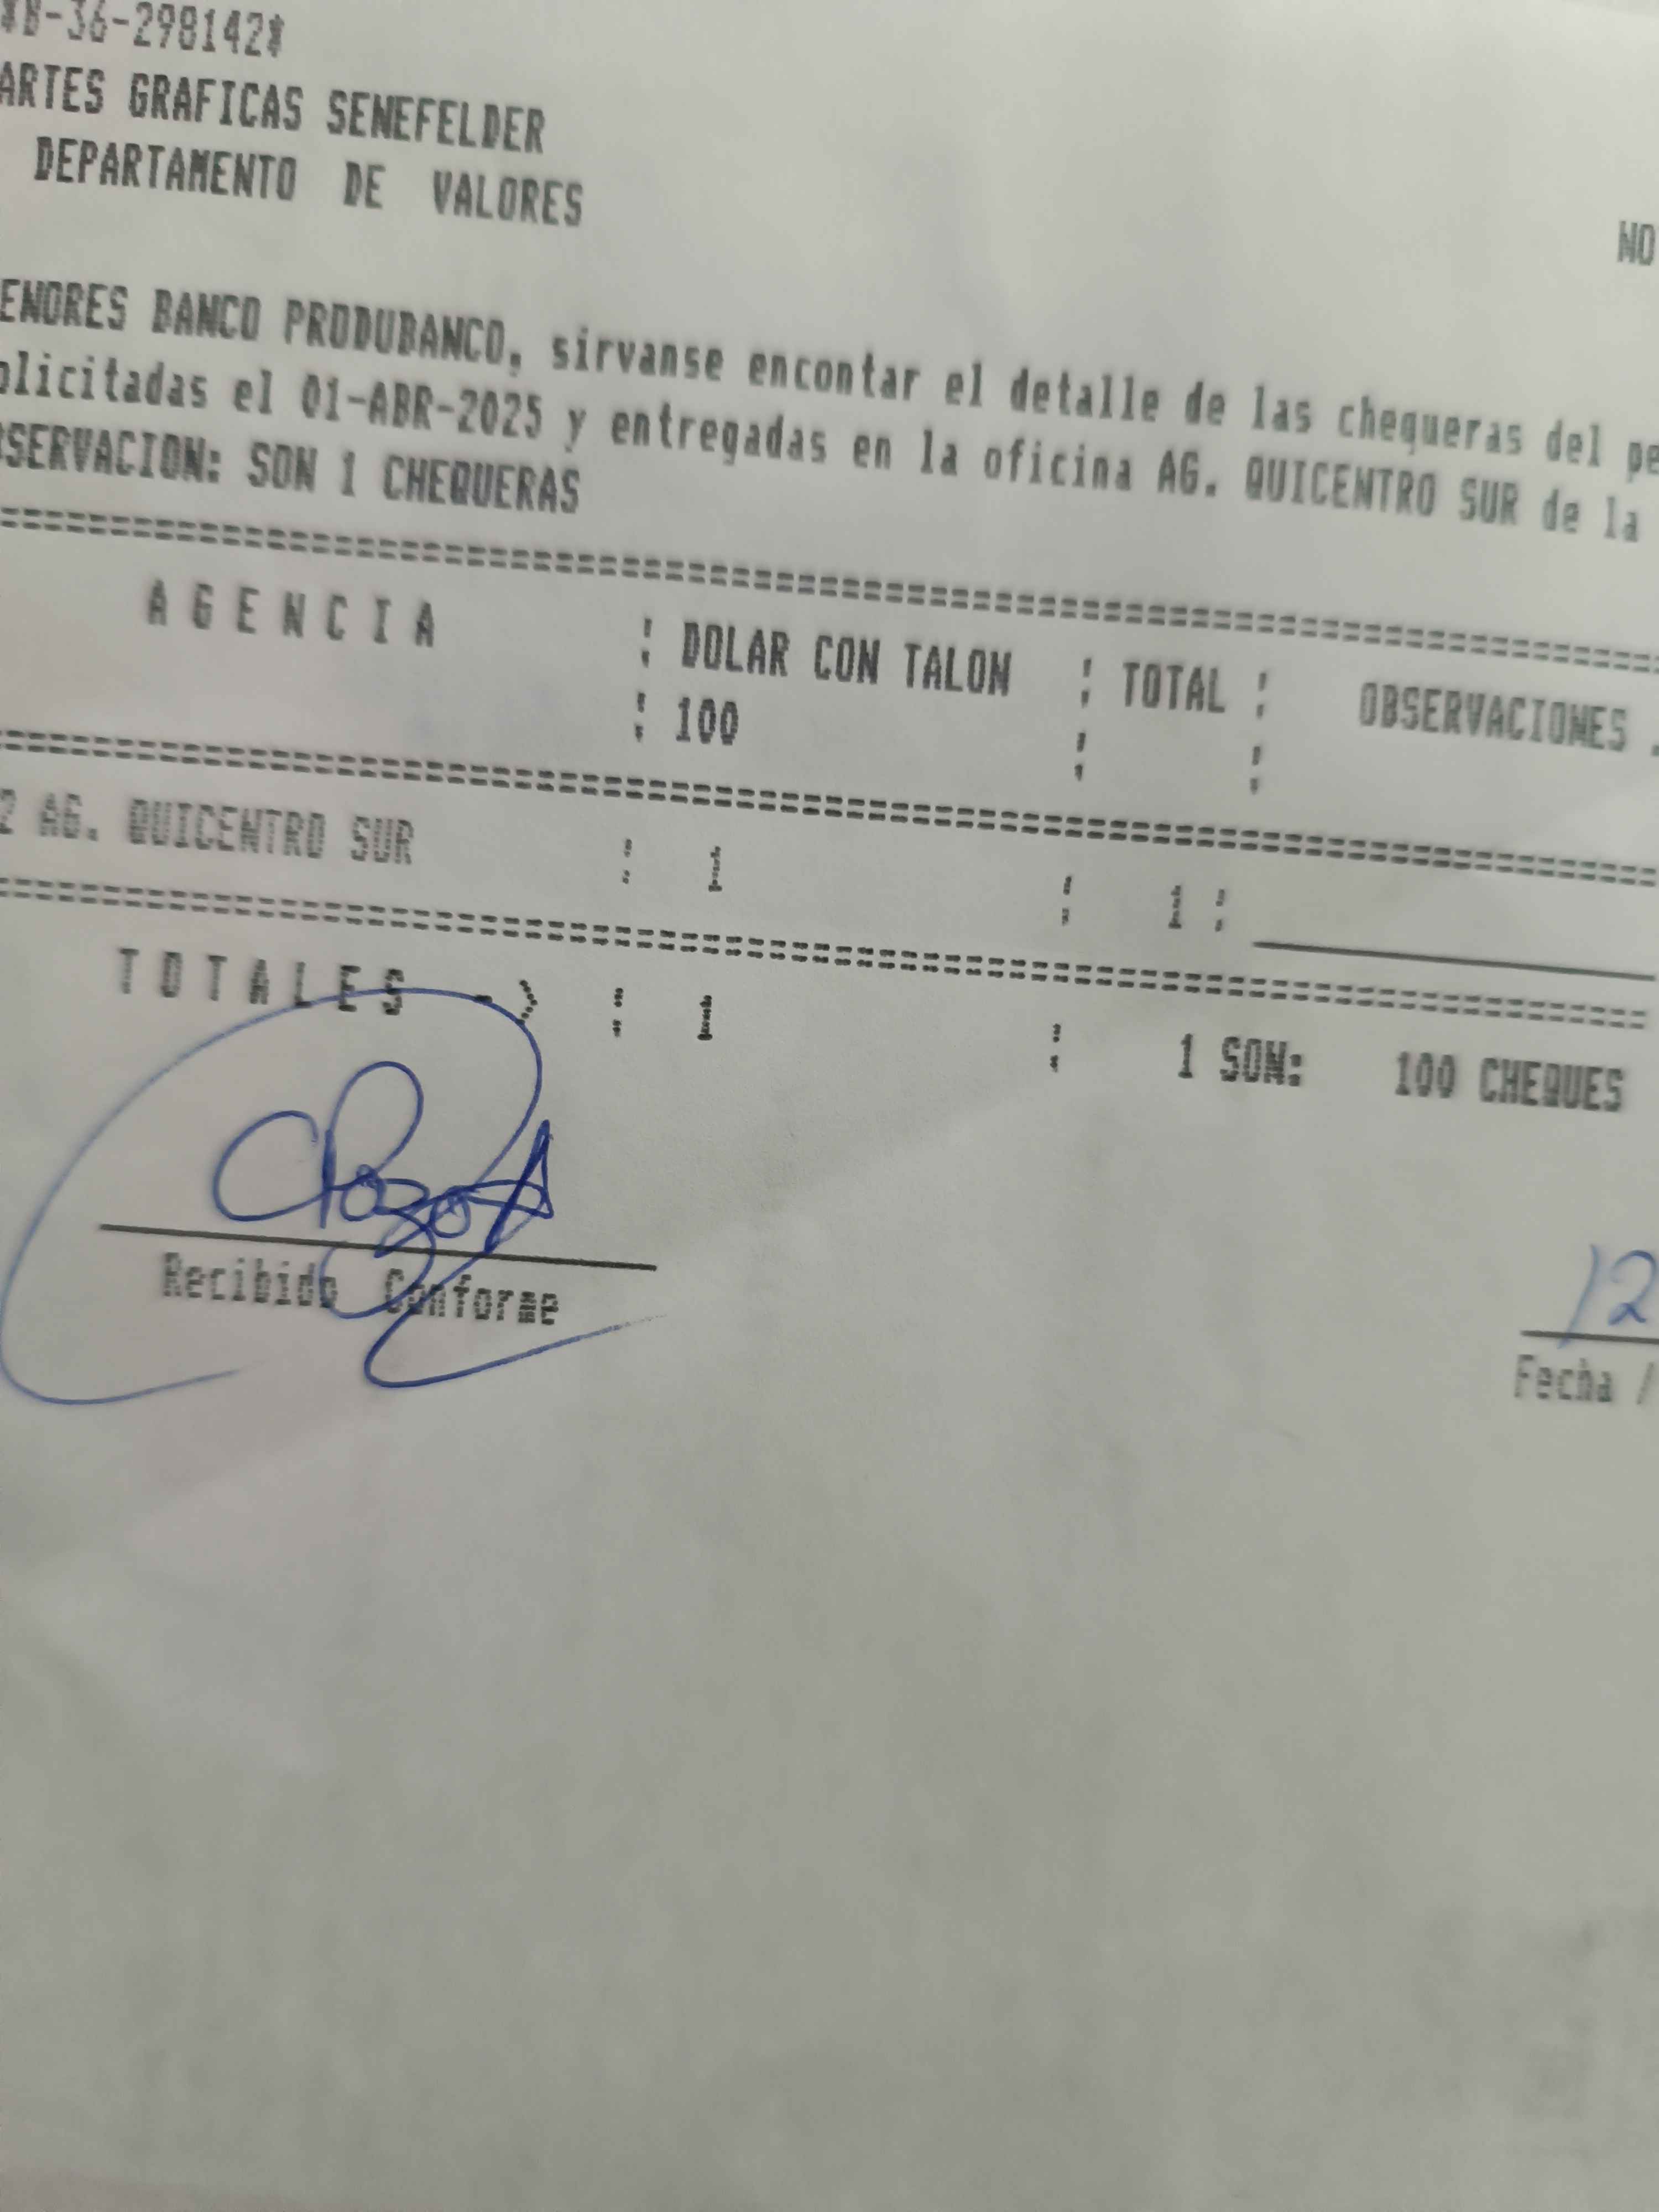 *B-36-298142*
ARTES GRAFICAS SENEFELDER
DEPARTAMENTO DE VALORES
NO
ENORES BANCO PRODUBANCO, sirvanse encontar el detalle de las chequeras del pe
olicitadas el 01-ABR-2025 y entregadas en la oficina AG. QUICENTRO SUR de la
SERVACION: SON 1 CHEQUERAS
A G E N C I A ¦ DOLAR CON TALON ¦ TOTAL ¦ OBSERVACIONES .
¦ 100 ¦ ¦
2 AG. QUICENTRO SUR ¦ 1 ¦ 1 ¦
T O T A L E S -> ¦ 1 ¦ 1 SON: 100 CHEQUES
Recibido Conforme
12
Fecha /